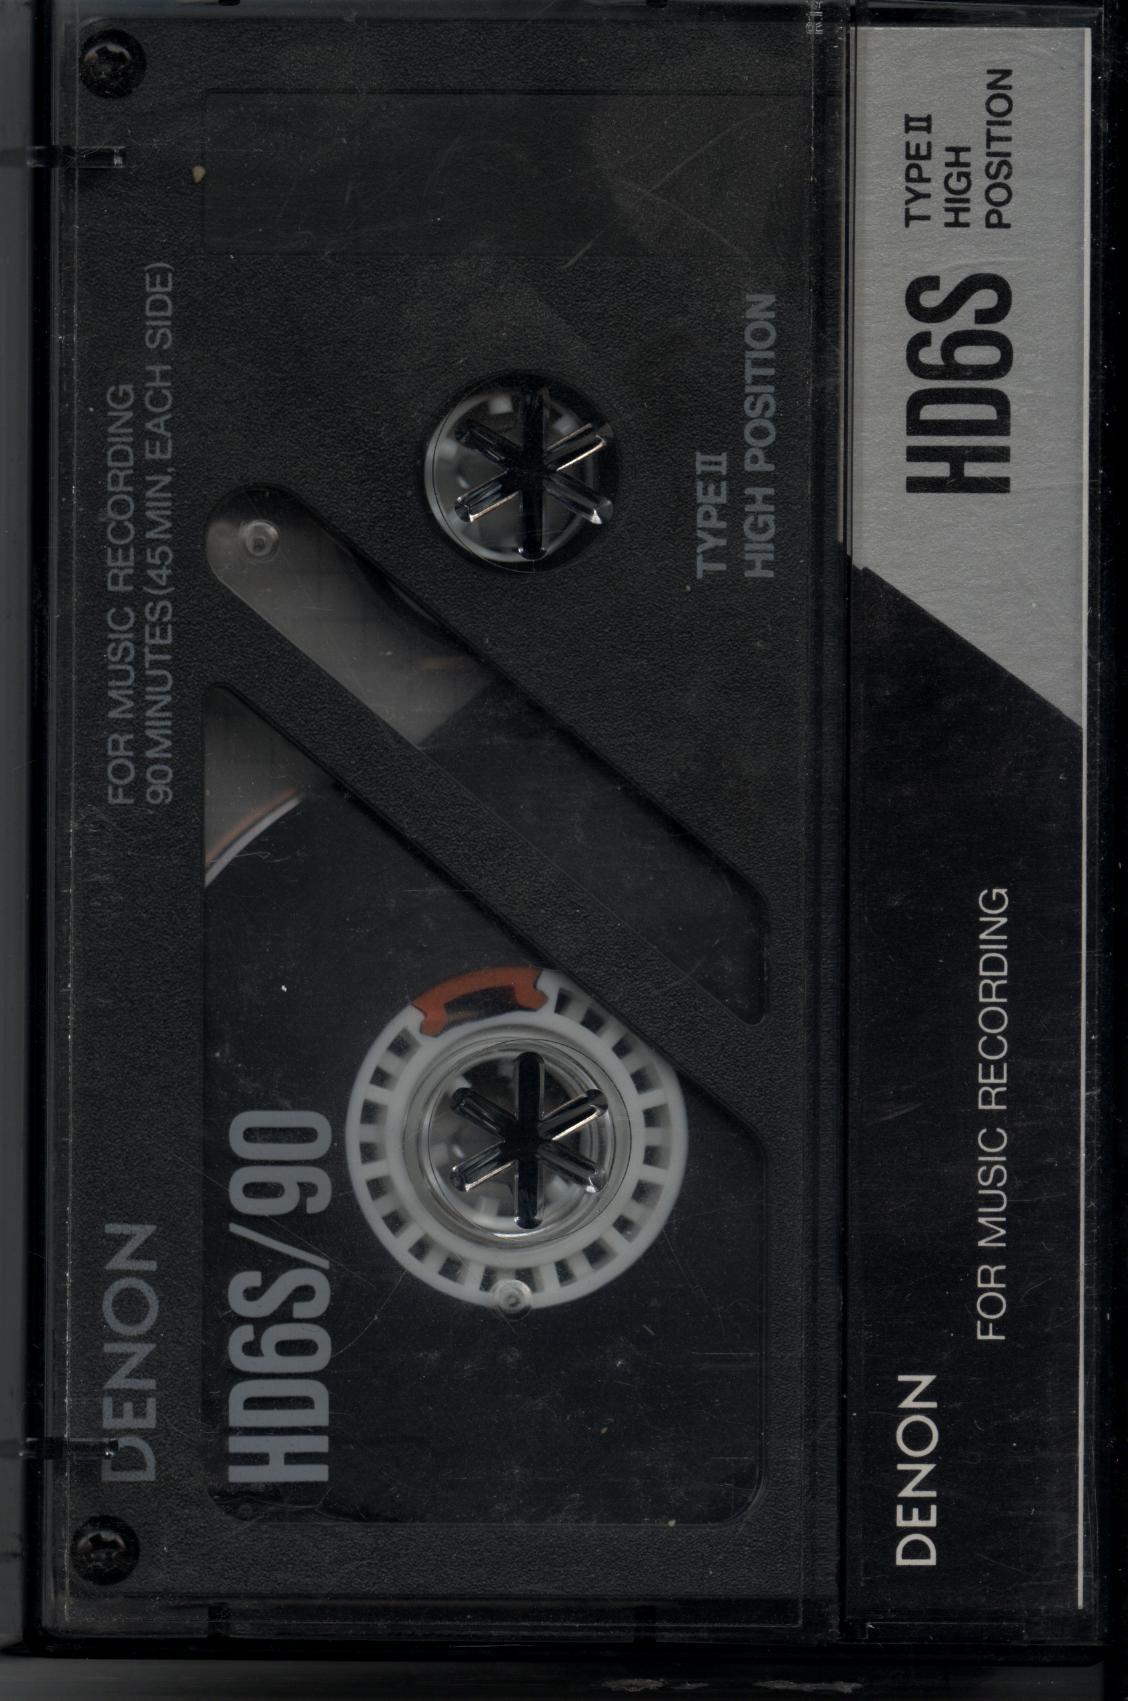 DENON
FOR MUSIC RECORDING
90 MINUTES (45 MIN, EACH SIDE)
HD6S/90
TYPE II
HIGH POSITION
DENON
FOR MUSIC RECORDING
HD6S
TYPE II
HIGH
POSITION